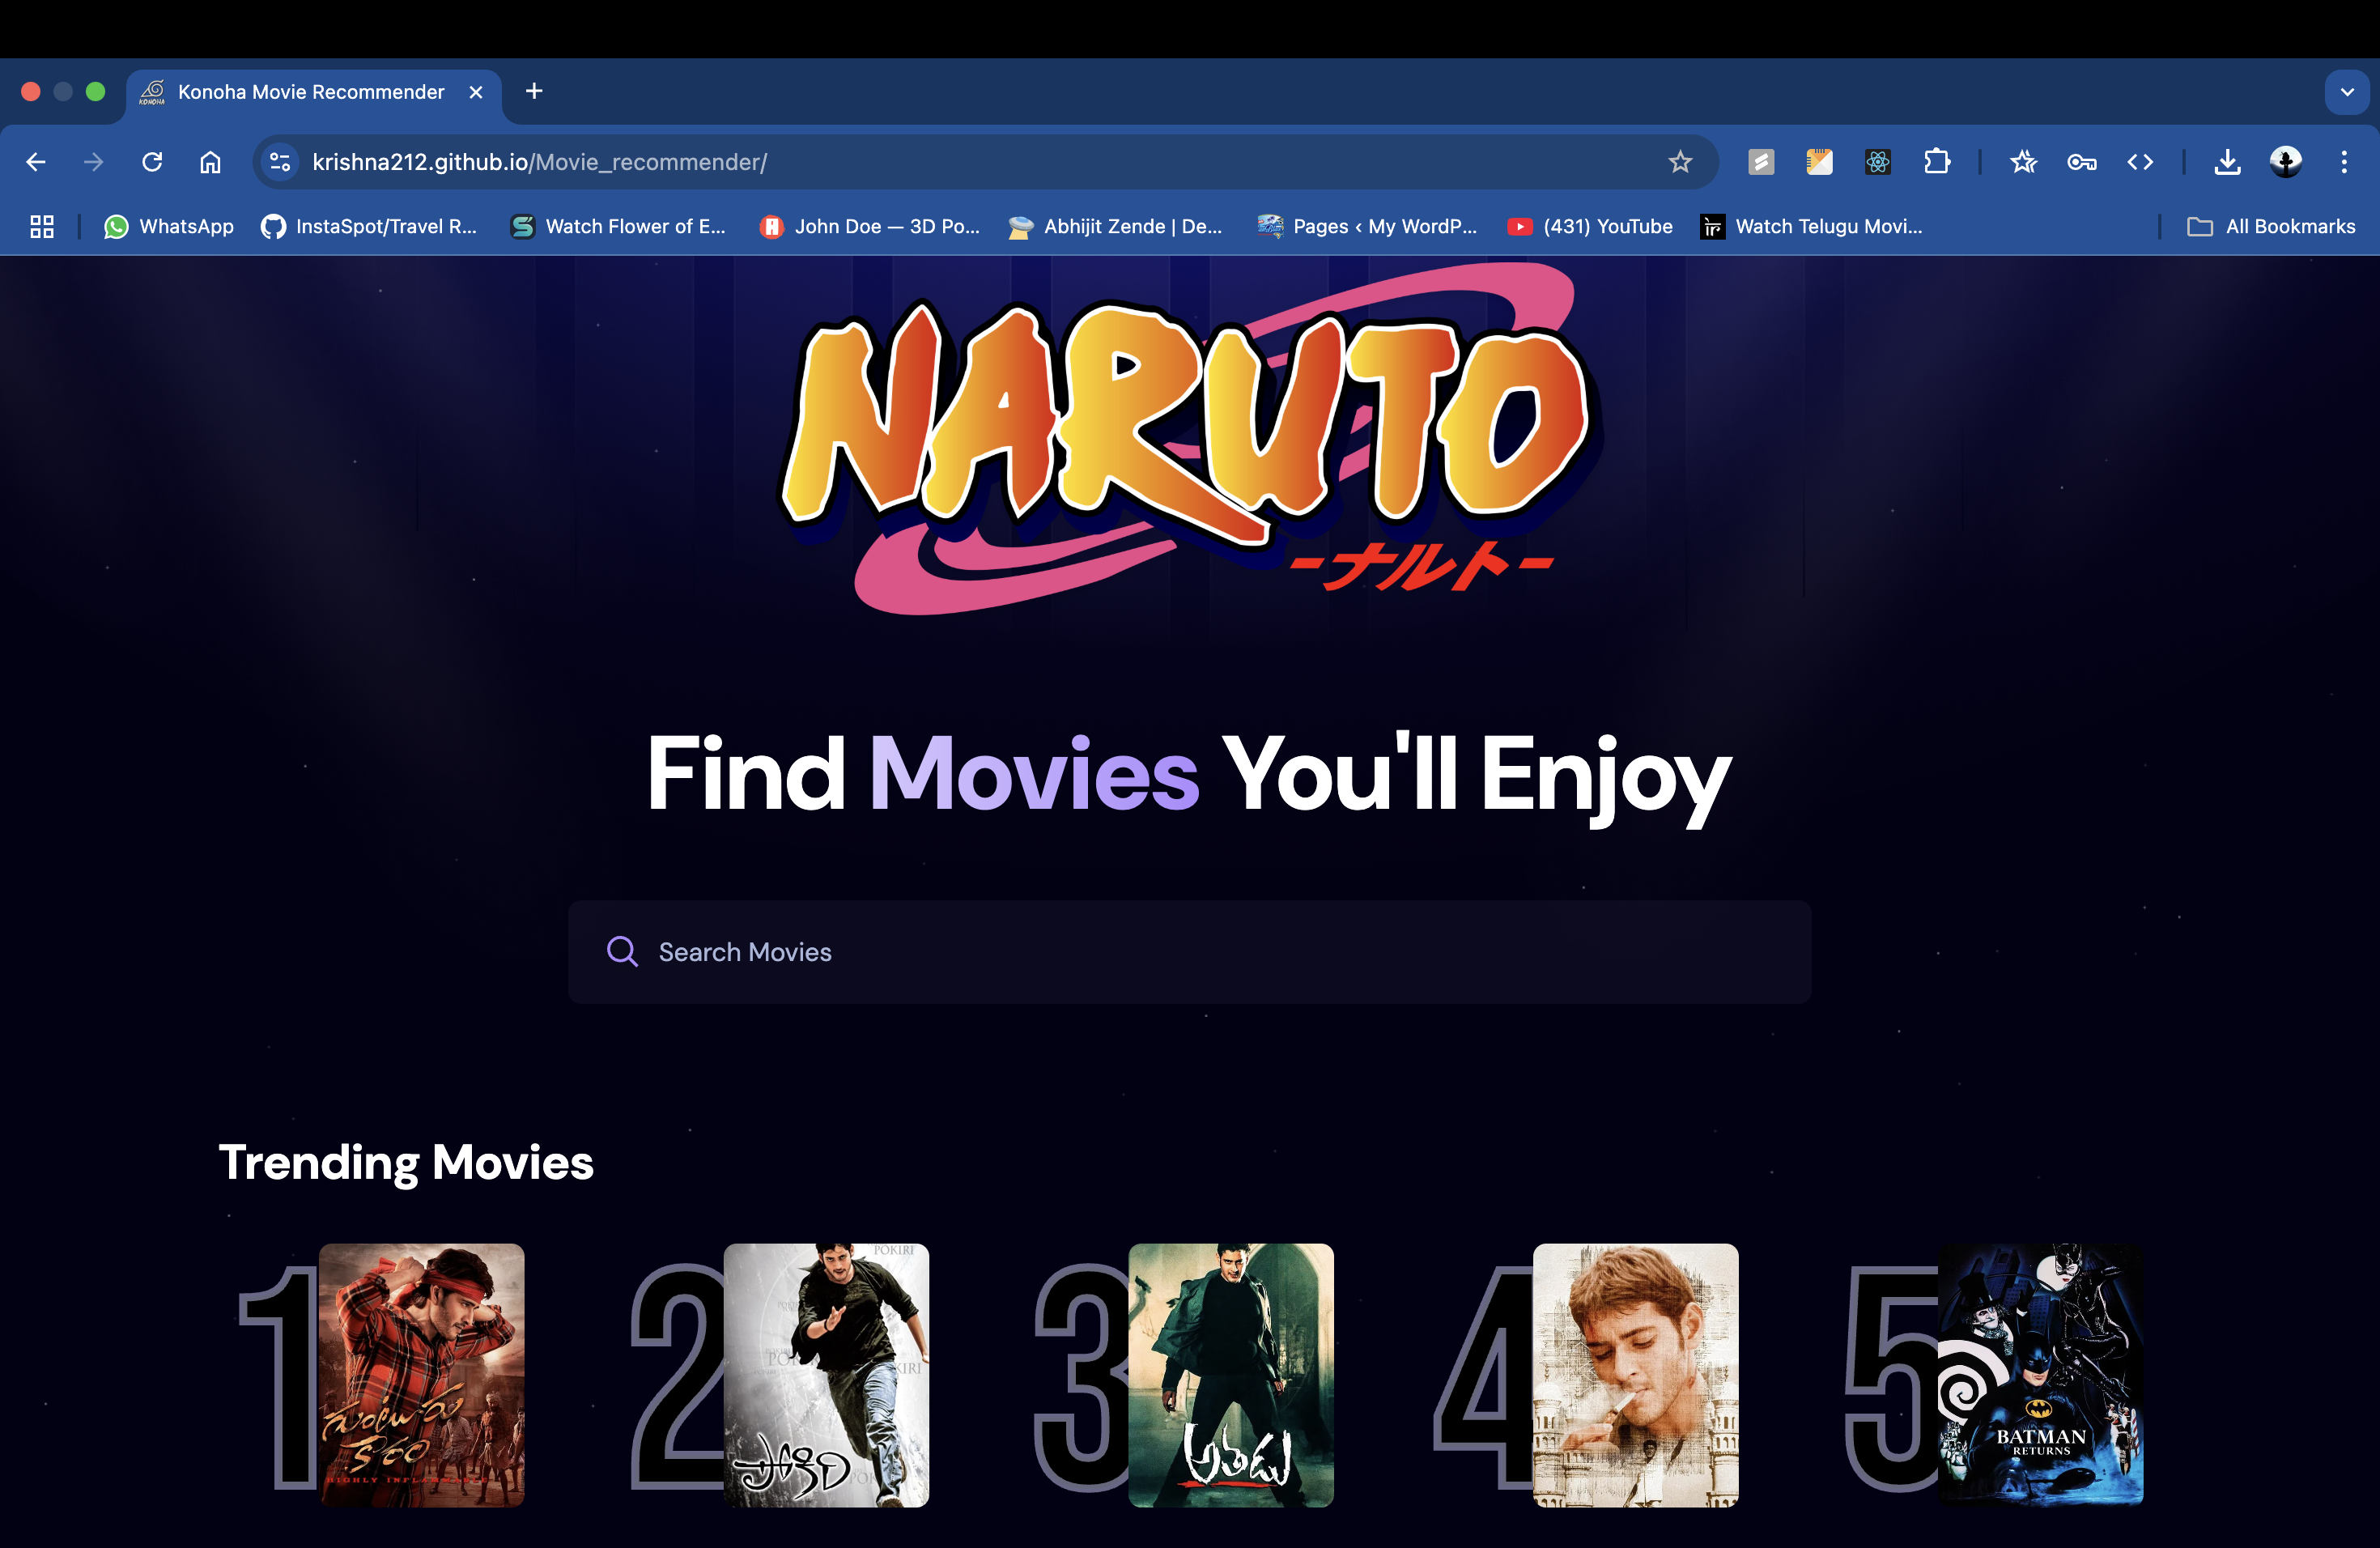 Konoha Movie Recommender
krishna212.github.io/Movie_recommender/
WhatsApp
InstaSpot/Travel R...
Watch Flower of E...
John Doe — 3D Po...
Abhijit Zende | De...
Pages ‹ My WordP...
(431) YouTube
Watch Telugu Movi...
All Bookmarks
NARUTO
-ナルト-
Find Movies You'll Enjoy
Search Movies
Trending Movies
1
గుంటూరు
కారం
HIGHLY INFLAMMABLE
2
POKIRI
పోకిరి
3
అతడు
4
5
BATMAN
RETURNS